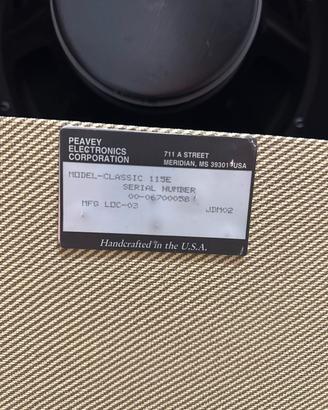 PEAVEY
ELECTRONICS
CORPORATION
711 A STREET
MERIDIAN, MS 39301 USA
MODEL-CLASSIC 115E
SERIAL NUMBER
00-06700058
MFG LOC-03 JDM02
Handcrafted in the U.S.A.